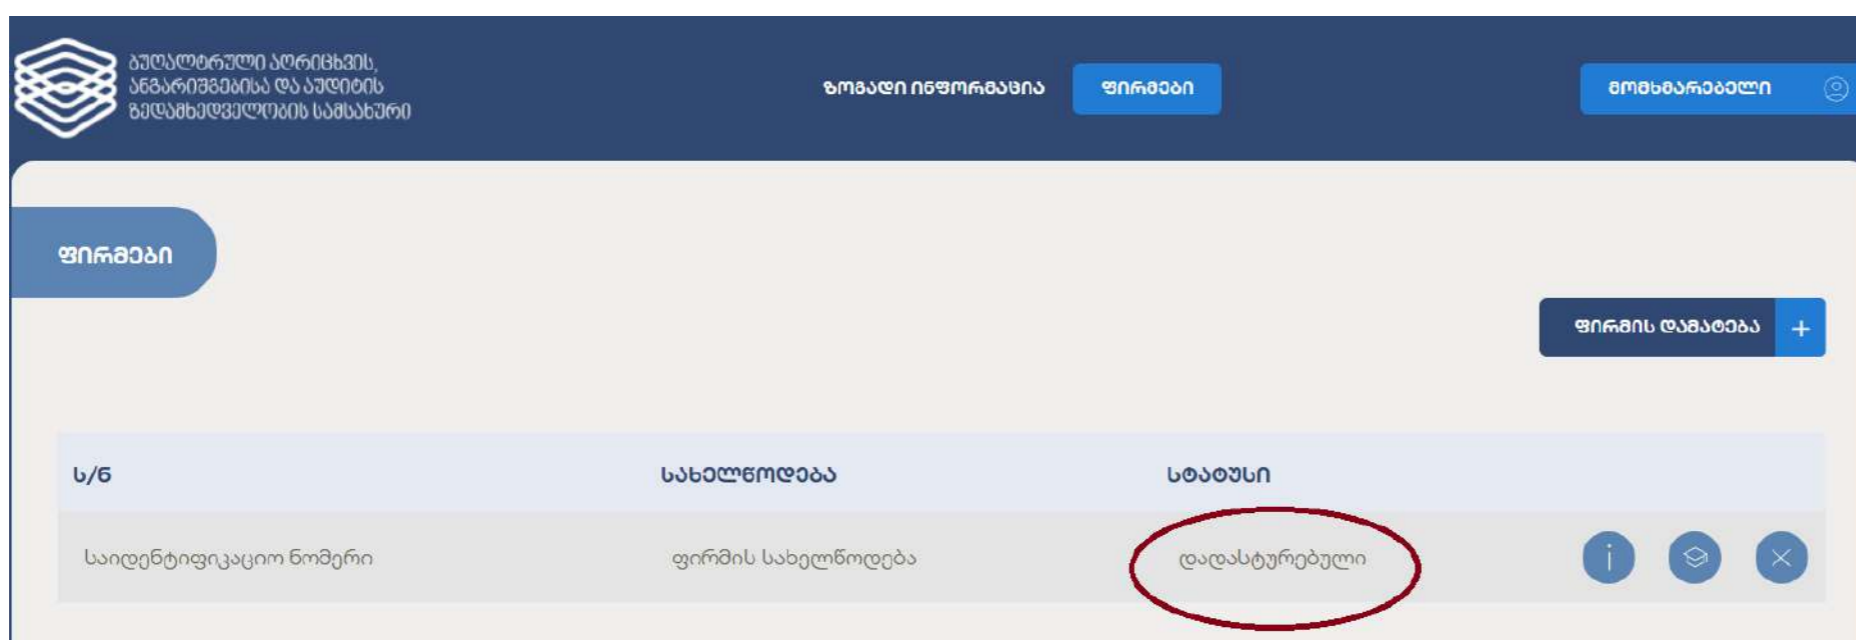 ბუღალტრული აღრიცხვის,
ანგარიშგებისა და აუდიტის
ზედამხედველობის სამსახური
ზოგადი ინფორმაცია
ფირმები
მომხმარებელი
ფირმები
ფირმის დამატება +
ს/ნ სახელწოდება სტატუსი
საიდენტიფიკაციო ნომერი ფირმის სახელწოდება დადასტურებული